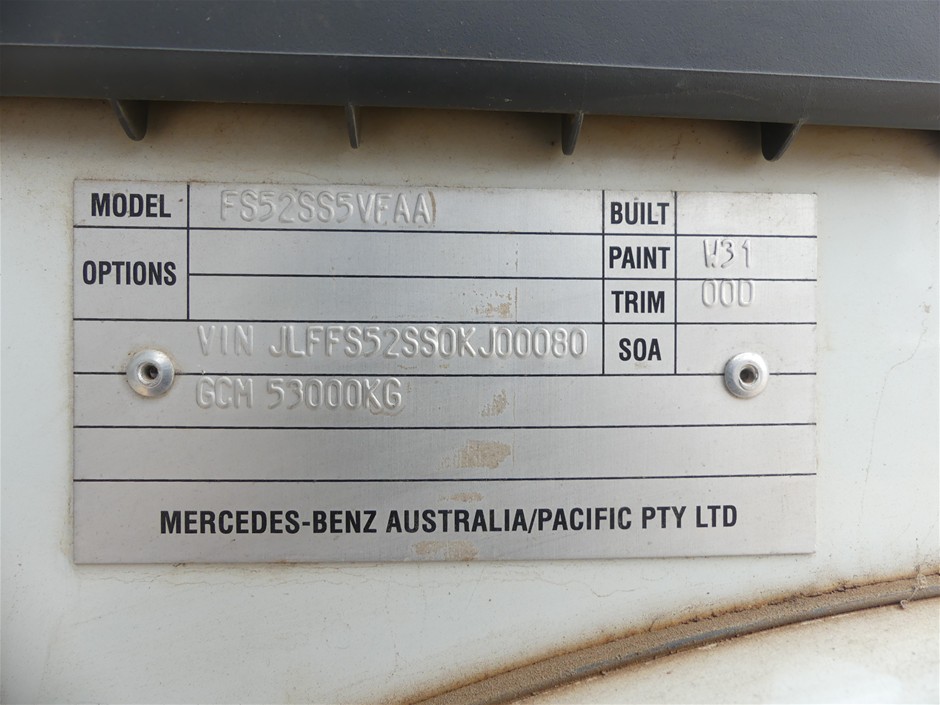 MODEL FS52SS5VFAA BUILT
OPTIONS PAINT W31
TRIM 00D
VIN JLFFS52SS0KJ00080 SOA
GCM 53000KG
MERCEDES-BENZ AUSTRALIA/PACIFIC PTY LTD